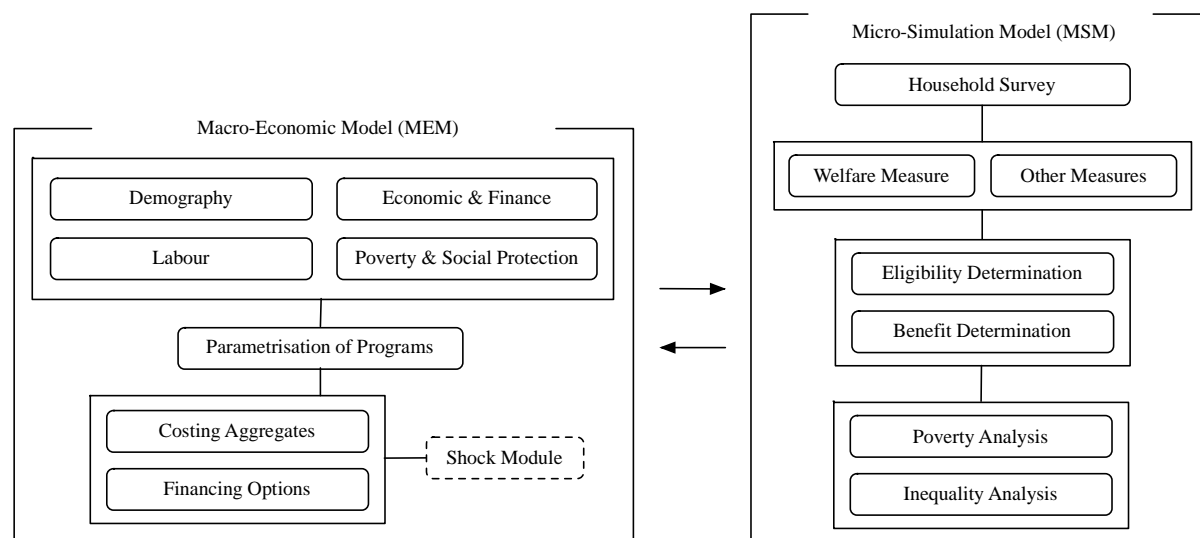 Macro-Economic Model (MEM)
Demography
Economic & Finance
Labour
Poverty & Social Protection
Parametrisation of Programs
Costing Aggregates
Financing Options
Shock Module
Micro-Simulation Model (MSM)
Household Survey
Welfare Measure
Other Measures
Eligibility Determination
Benefit Determination
Poverty Analysis
Inequality Analysis